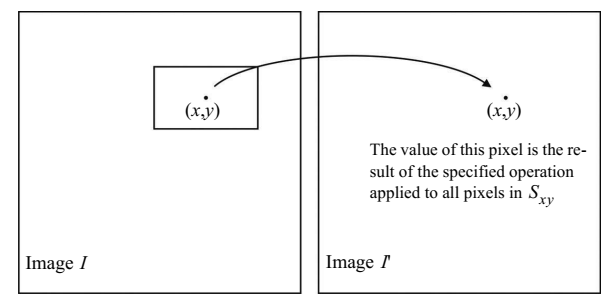 (x,y)
(x,y)
The value of this pixel is the re-
sult of the specified operation
applied to all pixels in Sxy
Image I
Image I'